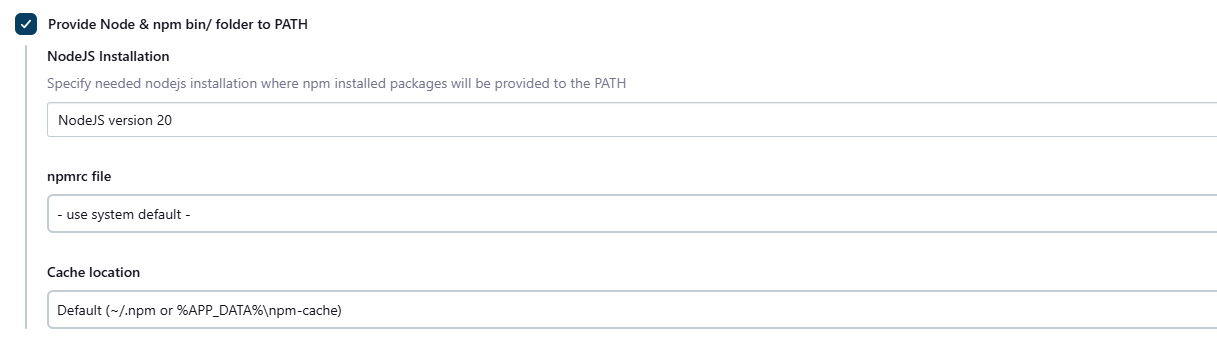 Provide Node & npm bin/ folder to PATH
NodeJS Installation
Specify needed nodejs installation where npm installed packages will be provided to the PATH
NodeJS version 20
npmrc file
- use system default -
Cache location
Default (~/.npm or %APP_DATA%\npm-cache)